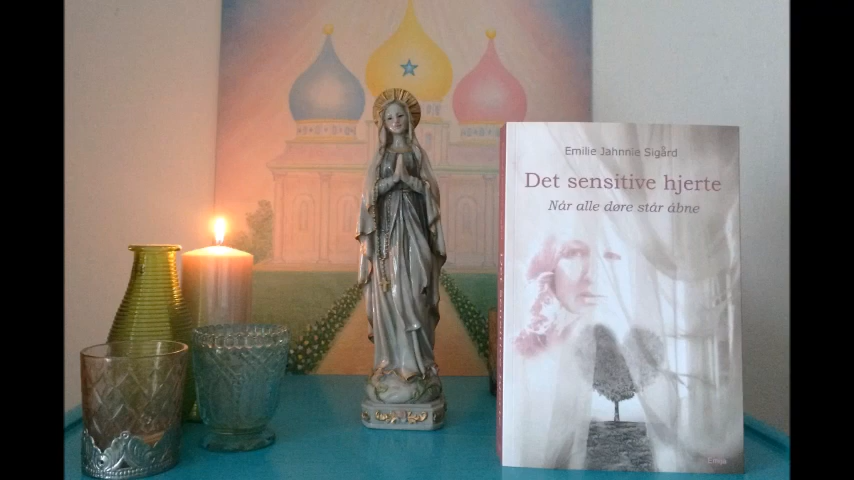 Emilie Jahnnie Sigård
Det sensitive hjerte
Når alle døre står åbne